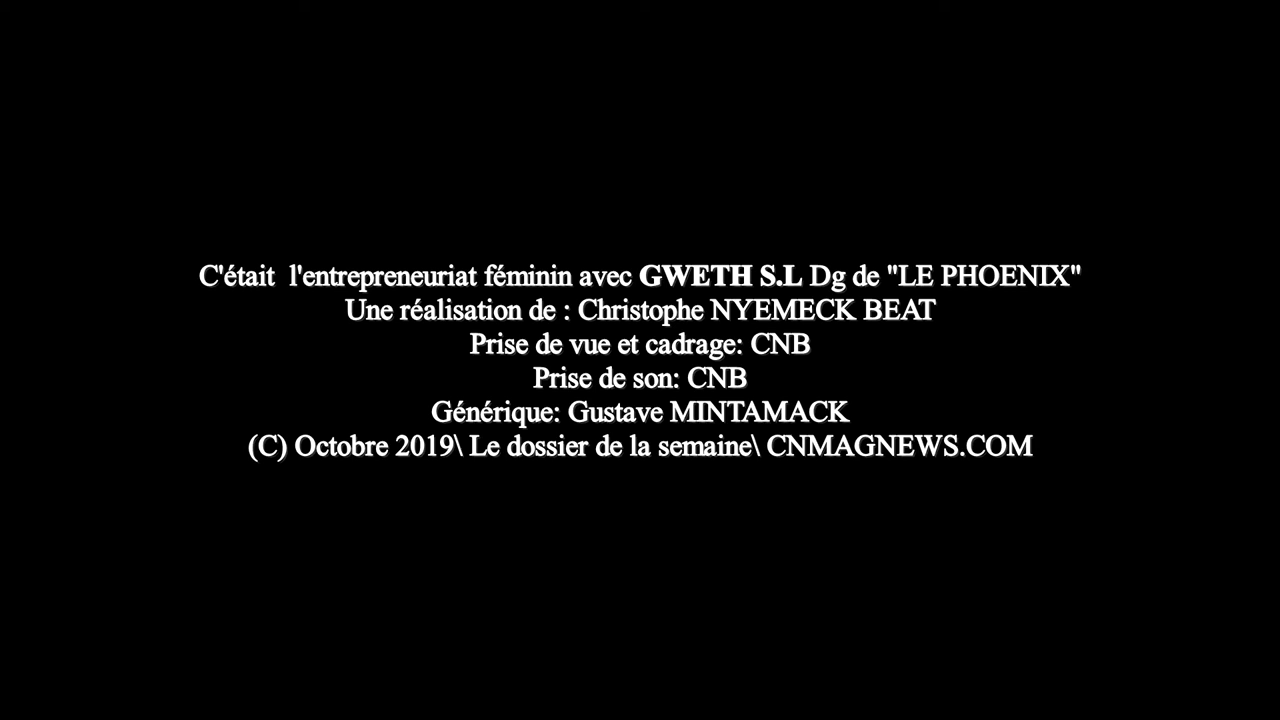 C'était  l'entrepreneuriat féminin avec GWETH S.L Dg de "LE PHOENIX"
Une réalisation de : Christophe NYEMECK BEAT
Prise de vue et cadrage: CNB
Prise de son: CNB
Générique: Gustave MINTAMACK
(C) Octobre 2019\ Le dossier de la semaine\ CNMAGNEWS.COM